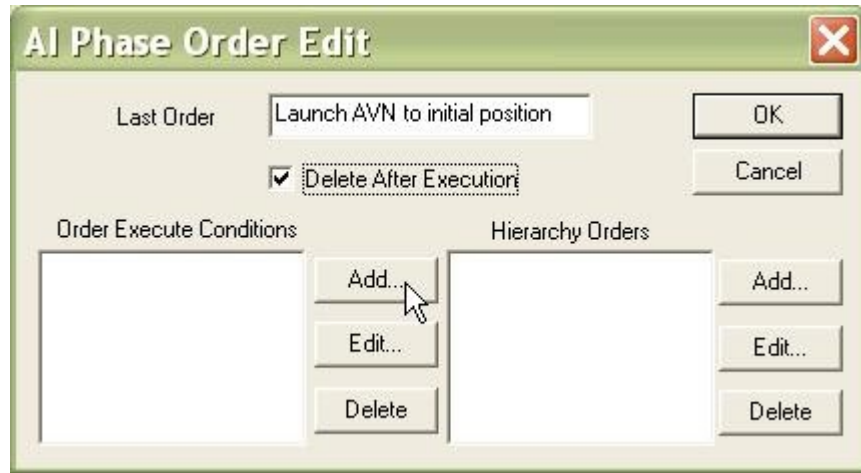 AI Phase Order Edit
Last Order
Launch AVN to initial position
OK
Delete After Execution
Cancel
Order Execute Conditions
Hierarchy Orders
Add...
Add...
Edit...
Edit...
Delete
Delete